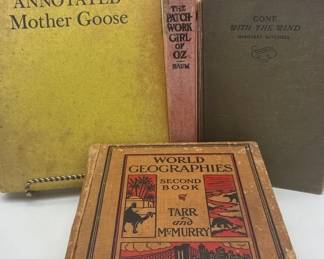 ANNOTATED
Mother Goose
THE
PATCH-
WORK
GIRL
OF
OZ
BAUM
GONE
WITH THE WIND
MARGARET MITCHELL
WORLD
GEOGRAPHIES
SECOND
BOOK
TARR
and
McMURRY